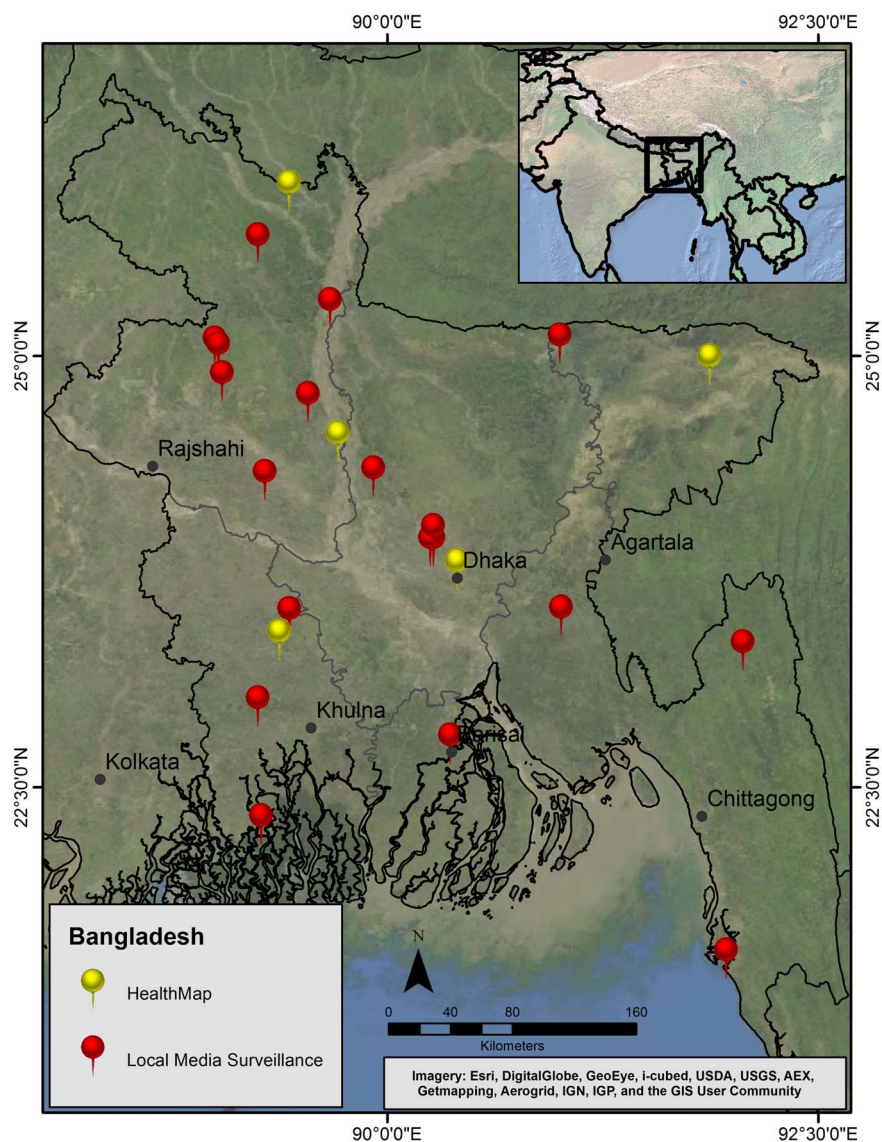 90°0'0"E
92°30'0"E
25°0'0"N
25°0'0"N
Rajshahi
Dhaka
Agartala
Khulna
Barisal
Kolkata
22°30'0"N
22°30'0"N
Chittagong
Bangladesh
HealthMap
Local Media Surveillance
N
0 40 80 160
Kilometers
Imagery: Esri, DigitalGlobe, GeoEye, i-cubed, USDA, USGS, AEX,
Getmapping, Aerogrid, IGN, IGP, and the GIS User Community
90°0'0"E
92°30'0"E